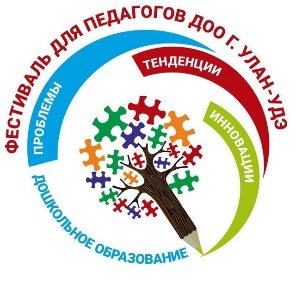 ФЕСТИВАЛЬ ДЛЯ ПЕДАГОГОВ ДОО Г. УЛАН-УДЭ
ПРОБЛЕМЫ
ТЕНДЕНЦИИ
ИННОВАЦИИ
ДОШКОЛЬНОЕ ОБРАЗОВАНИЕ